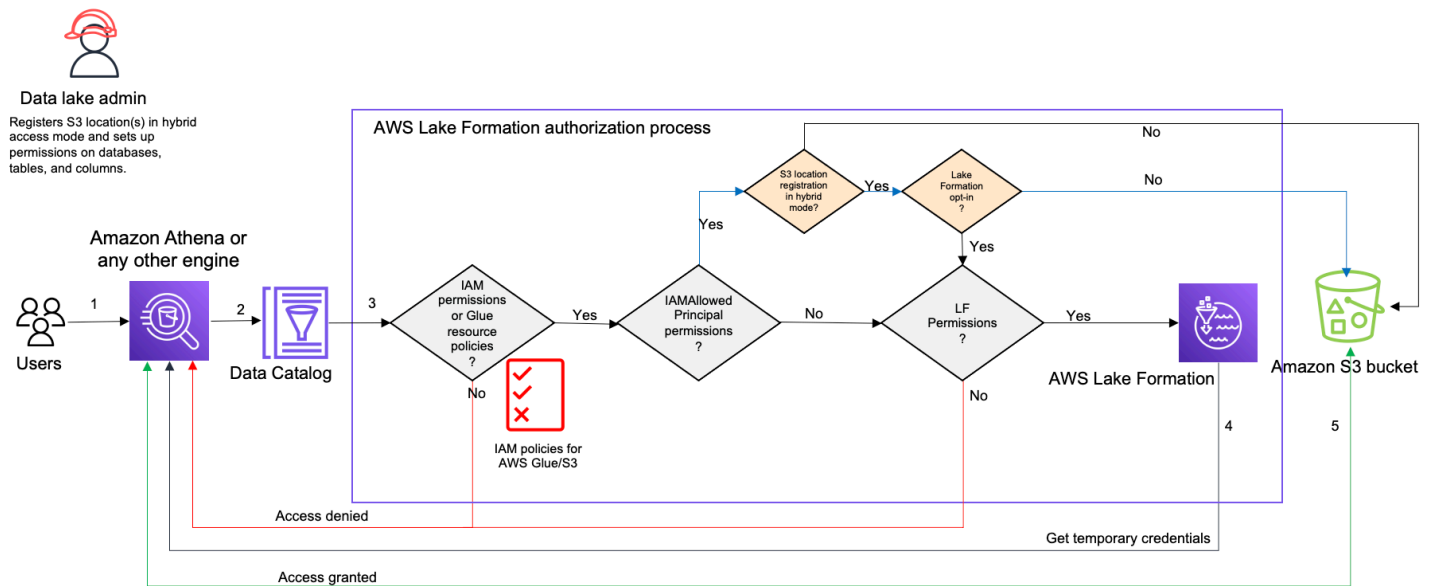 Data lake admin
Registers S3 location(s) in hybrid
access mode and sets up
permissions on databases,
tables, and columns.
AWS Lake Formation authorization process
No
S3 location
registration
in hybrid
mode?
Yes
Lake
Formation
opt-in
?
No
Yes
Yes
Amazon Athena or
any other engine
1
2
3
IAM
permissions
or Glue
resource
policies
?
Yes
IAMAllowed
Principal
permissions
?
No
LF
Permissions
?
Yes
Users
Data Catalog
AWS Lake Formation
Amazon S3 bucket
No
No
IAM policies for
AWS Glue/S3
4
5
Access denied
Get temporary credentials
Access granted